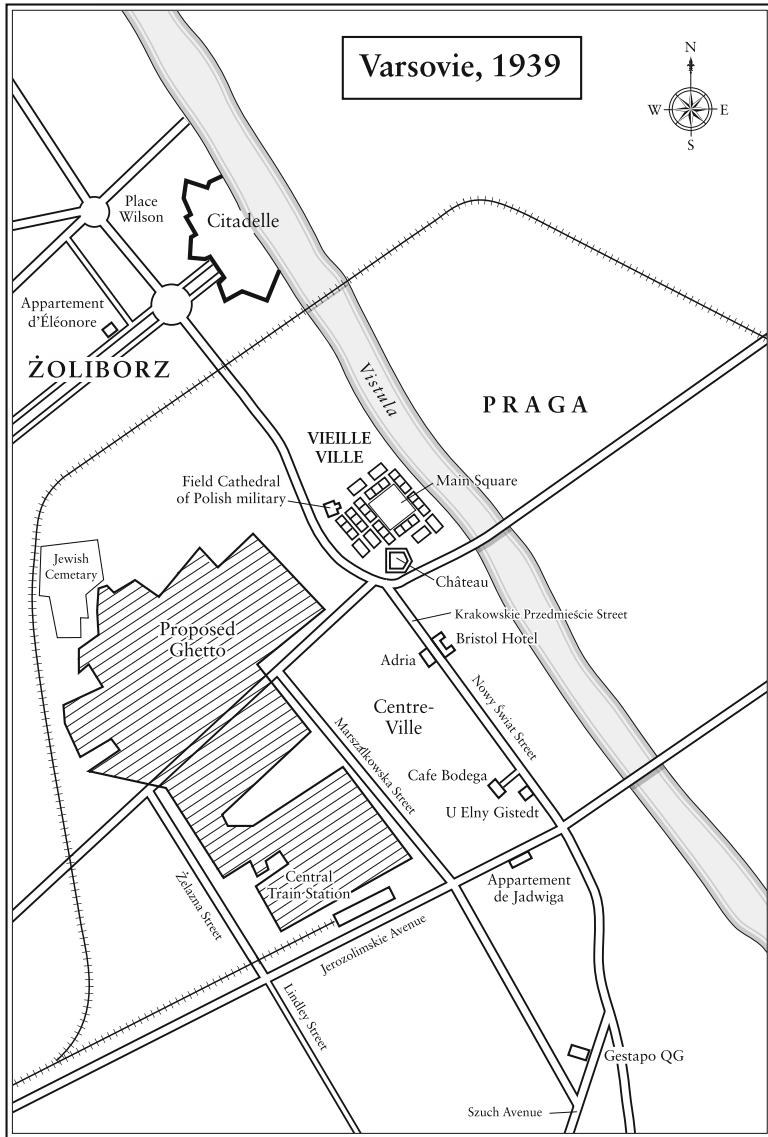 Varsovie, 1939
N
W
E
S
Place
Wilson
Citadelle
Appartement
d'Éléonore
ŻOLIBORZ
Vistula
PRAGA
VIEILLE
VILLE
Field Cathedral
of Polish military
Main Square
Jewish
Cemetary
Château
Proposed
Ghetto
Krakowskie Przedmieście Street
Bristol Hotel
Adria
Centre-
Ville
Nowy Świat Street
Marszałkowska Street
Cafe Bodega
U Elny Gistedt
Central
Train Station
Appartement
de Jadwiga
Żelazna Street
Jerozolimskie Avenue
Lindley Street
Gestapo QG
Szuch Avenue